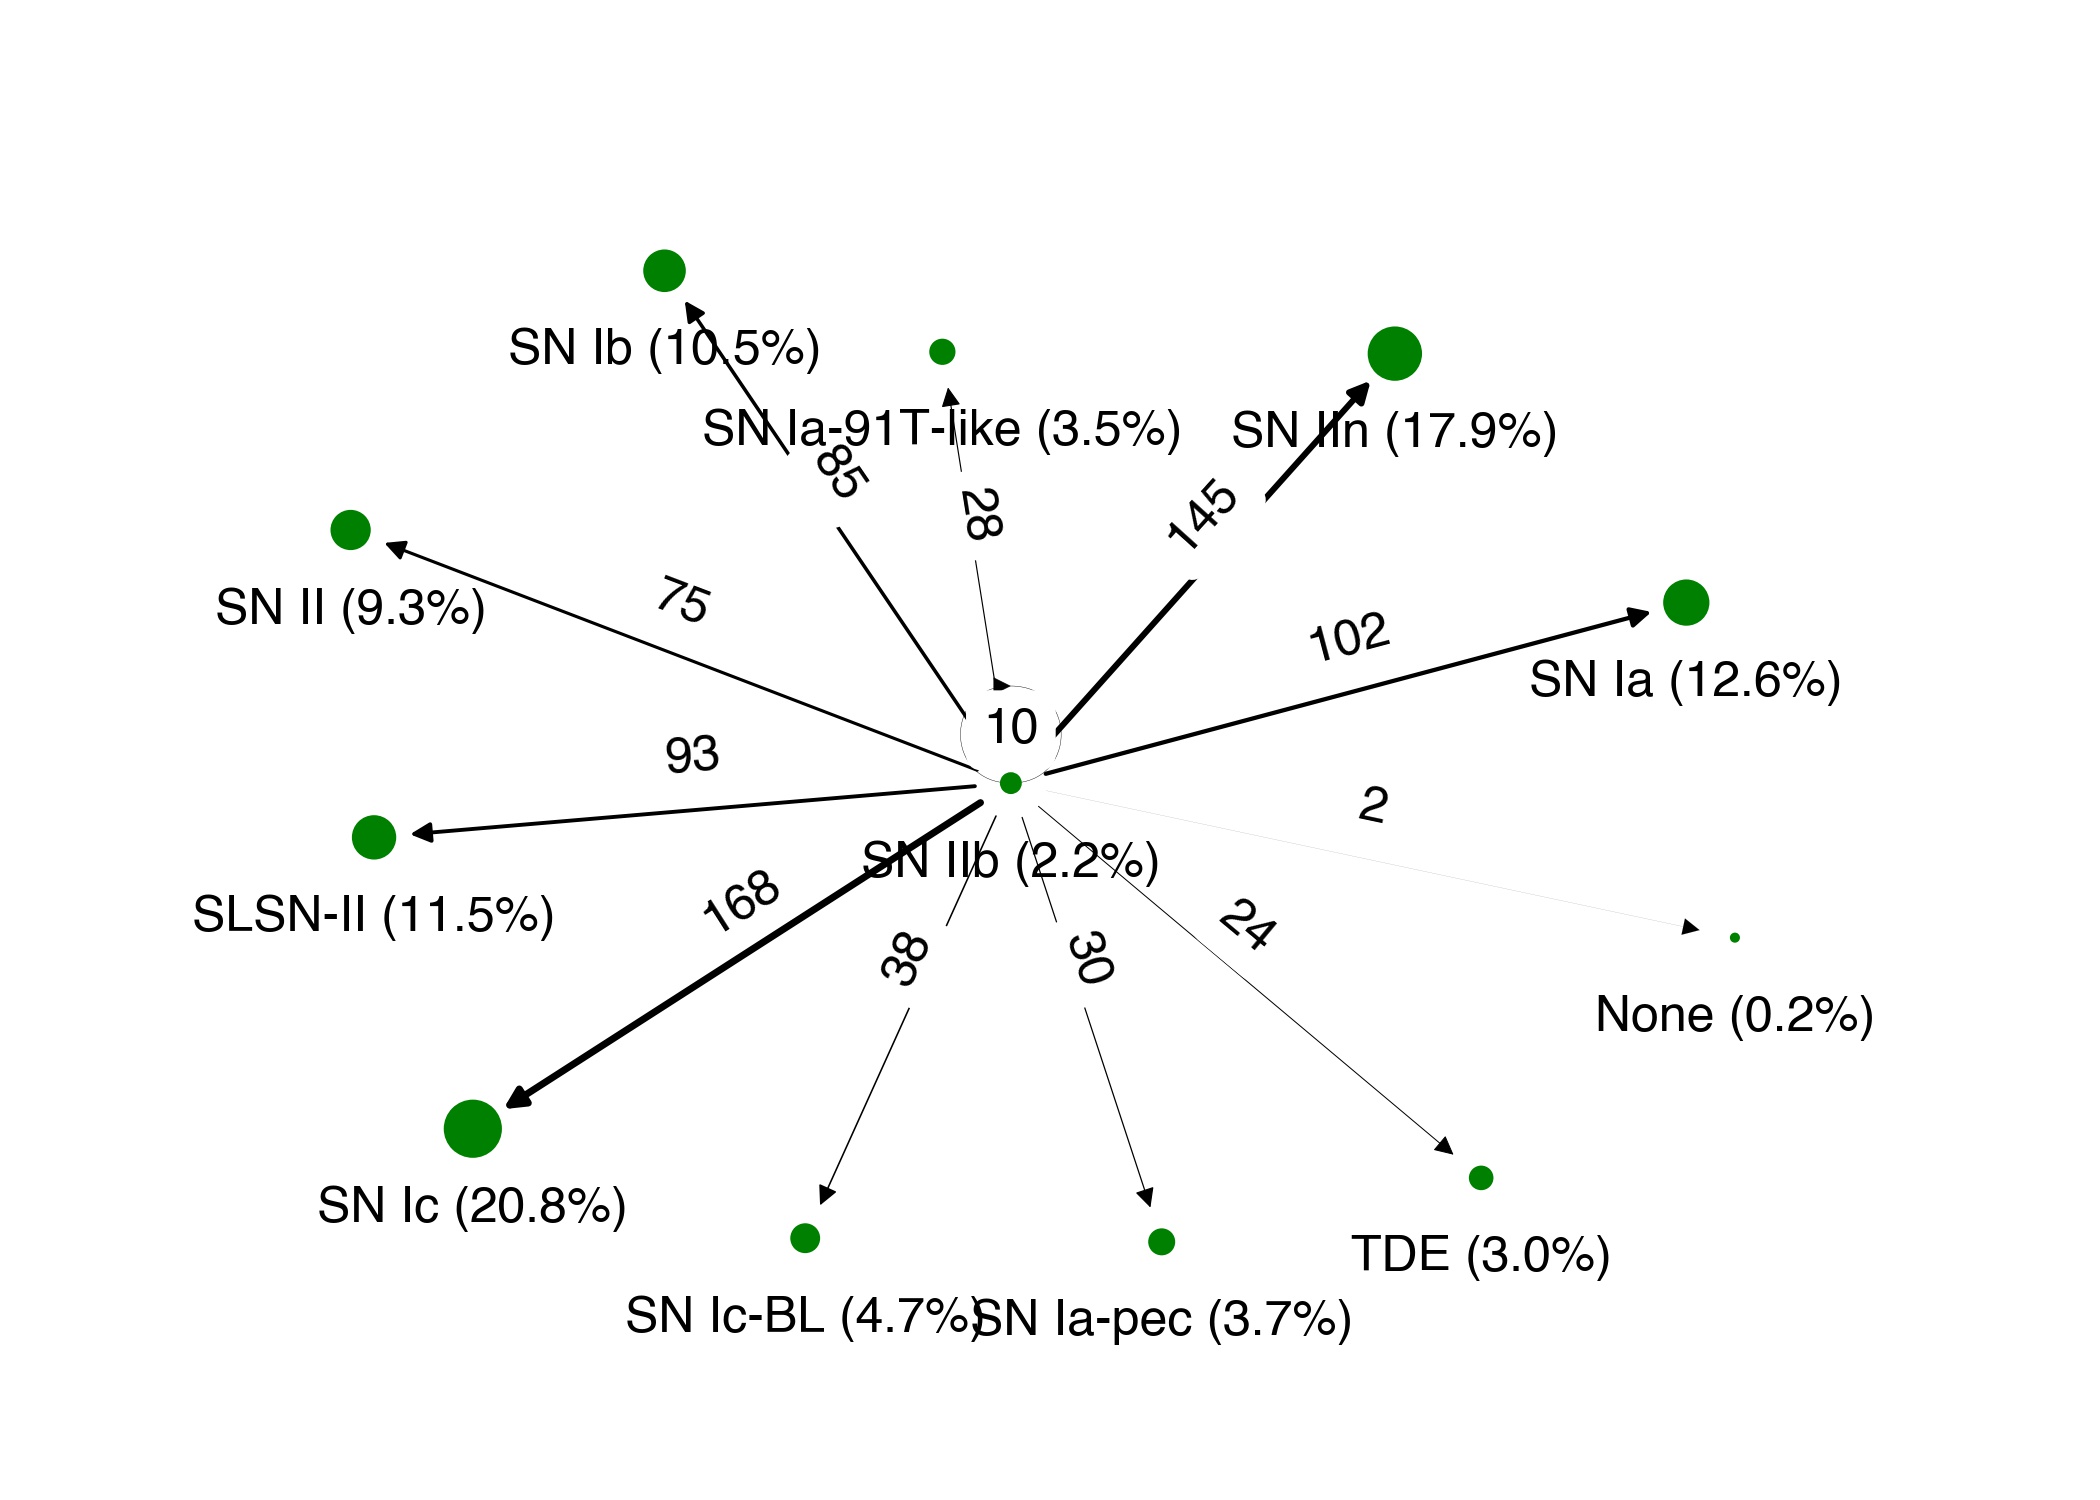 SN Ib (10.5%)
SN Ia-91T-like (3.5%)
SN IIn (17.9%)
85
28
145
SN II (9.3%)
75
102
SN Ia (12.6%)
10
93
2
SN IIb (2.2%)
SLSN-II (11.5%)
168
38
30
24
None (0.2%)
SN Ic (20.8%)
TDE (3.0%)
SN Ic-BL (4.7%)
SN Ia-pec (3.7%)